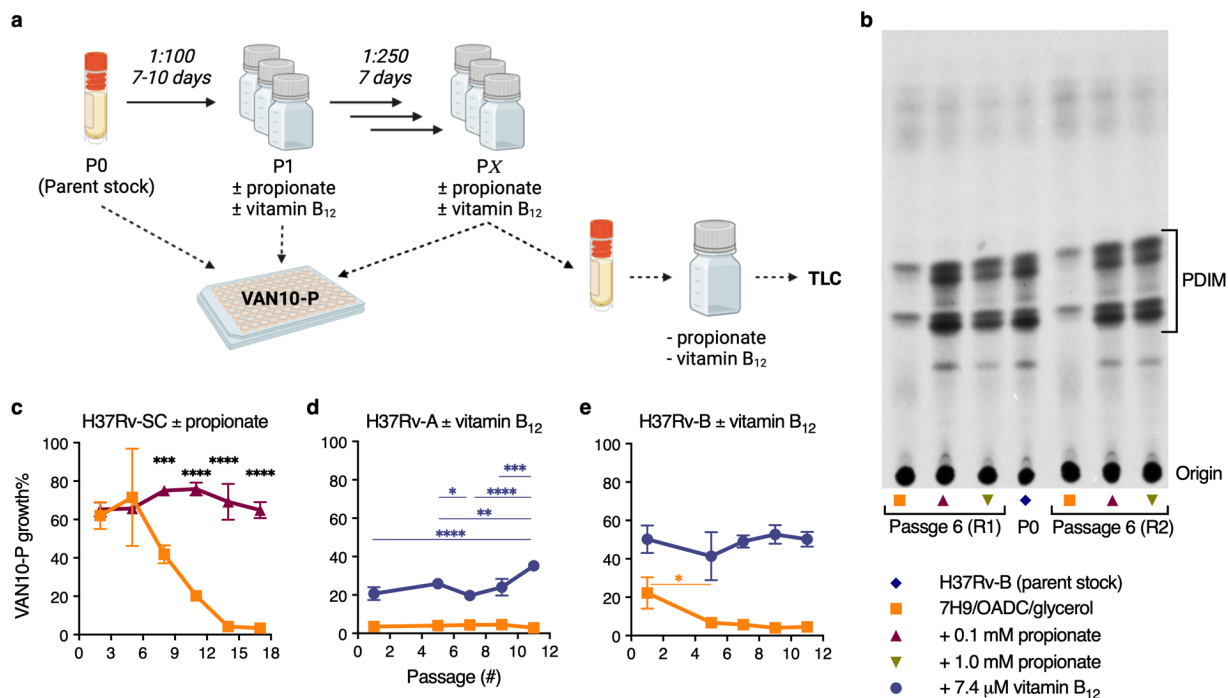 a
1:100
7-10 days
1:250
7 days
P0
(Parent stock)
P1
± propionate
± vitamin B₁₂
PX
± propionate
± vitamin B₁₂
VAN10-P
- propionate
- vitamin B₁₂
TLC
b
PDIM
Origin
Passge 6 (R1)
P0
Passage 6 (R2)
H37Rv-B (parent stock)
7H9/OADC/glycerol
+ 0.1 mM propionate
+ 1.0 mM propionate
+ 7.4 μM vitamin B₁₂
c
H37Rv-SC ± propionate
VAN10-P growth%
100
80
60
40
20
0
0 3 6 9 12 15 18
***
****
****
****
d
H37Rv-A ± vitamin B₁₂
100
80
60
40
20
0
0 2 4 6 8 10 12
***
* ****
**
****
Passage (#)
e
H37Rv-B ± vitamin B₁₂
100
80
60
40
20
0
0 2 4 6 8 10 12
*